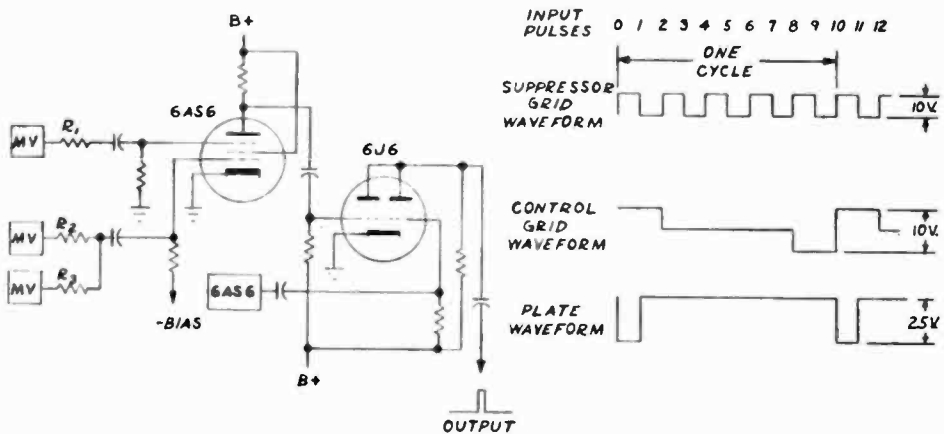 B+
6AS6
MV
R1
6J6
MV
R2
MV
R3
6AS6
-BIAS
B+
OUTPUT
INPUT
PULSES
0 1 2 3 4 5 6 7 8 9 10 11 12
ONE
CYCLE
SUPPRESSOR
GRID
WAVEFORM
10V.
CONTROL
GRID
WAVEFORM
10V.
PLATE
WAVEFORM
25V.